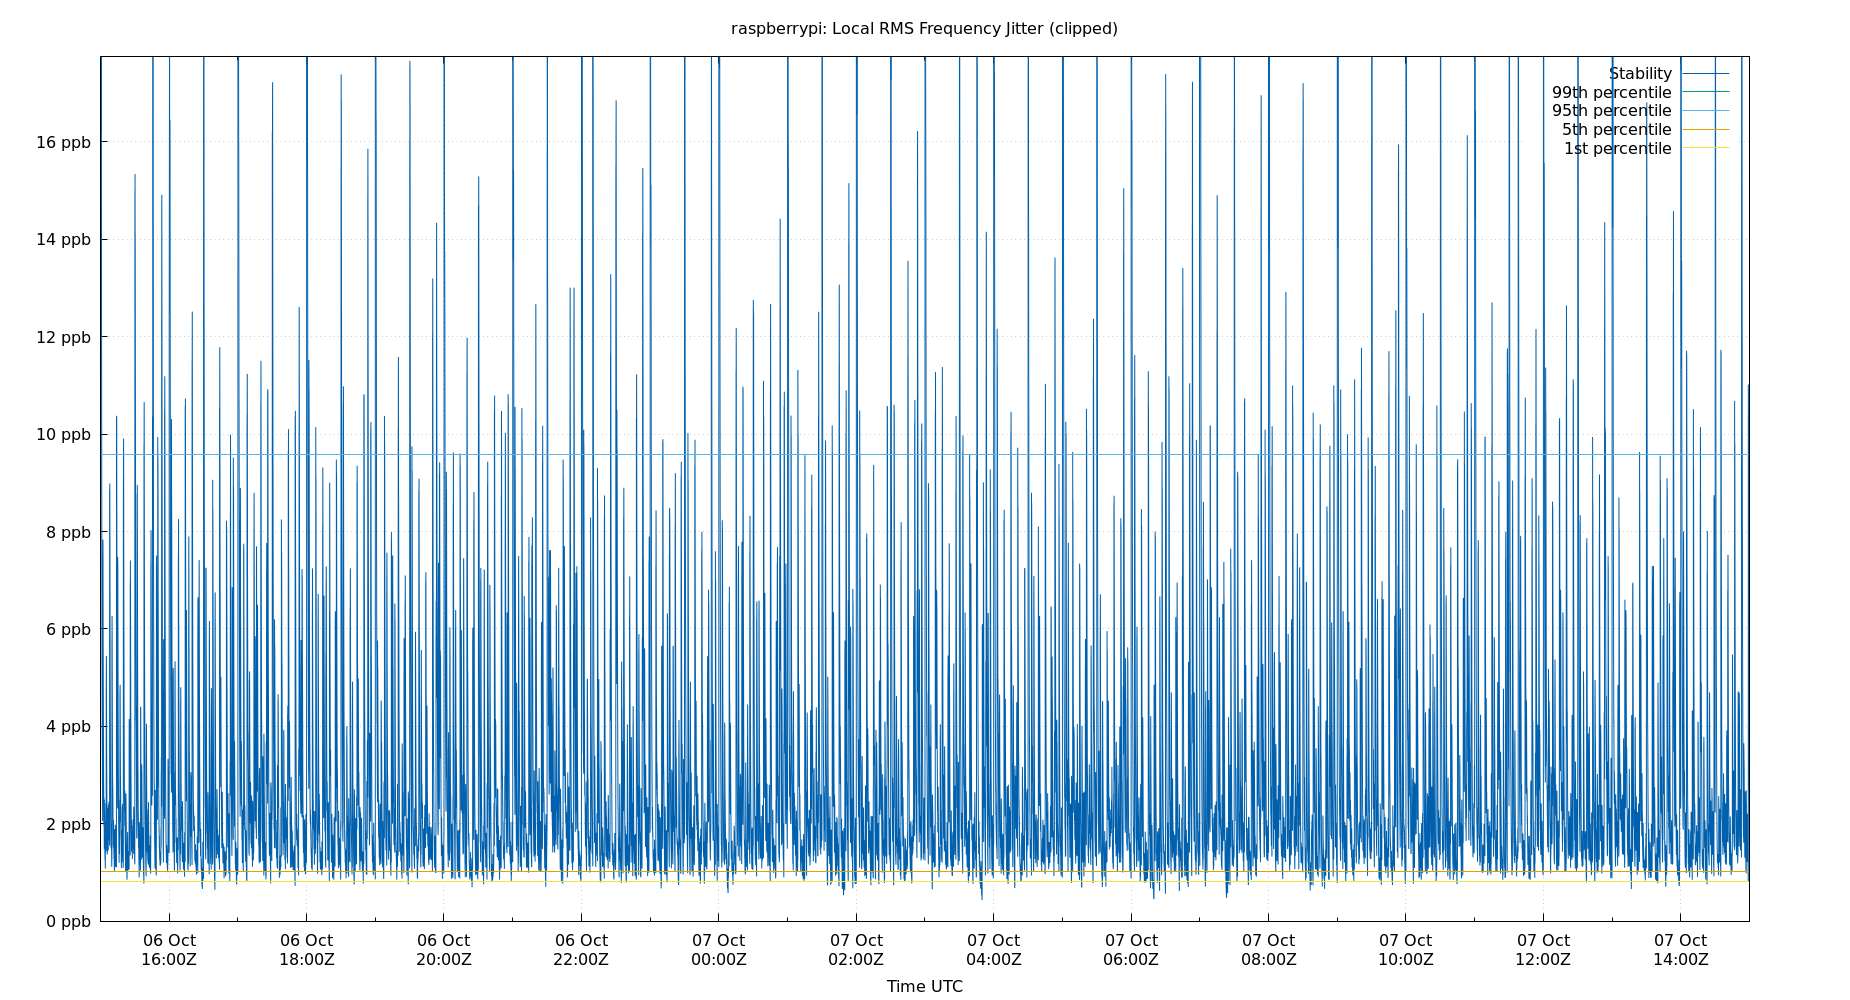 raspberrypi: Local RMS Frequency Jitter (clipped)
Stability
99th percentile
95th percentile
5th percentile
1st percentile
16 ppb
14 ppb
12 ppb
10 ppb
8 ppb
6 ppb
4 ppb
2 ppb
0 ppb
06 Oct 06 Oct 06 Oct 06 Oct 07 Oct 07 Oct 07 Oct 07 Oct 07 Oct 07 Oct 07 Oct 07 Oct
16:00Z 18:00Z 20:00Z 22:00Z 00:00Z 02:00Z 04:00Z 06:00Z 08:00Z 10:00Z 12:00Z 14:00Z
Time UTC